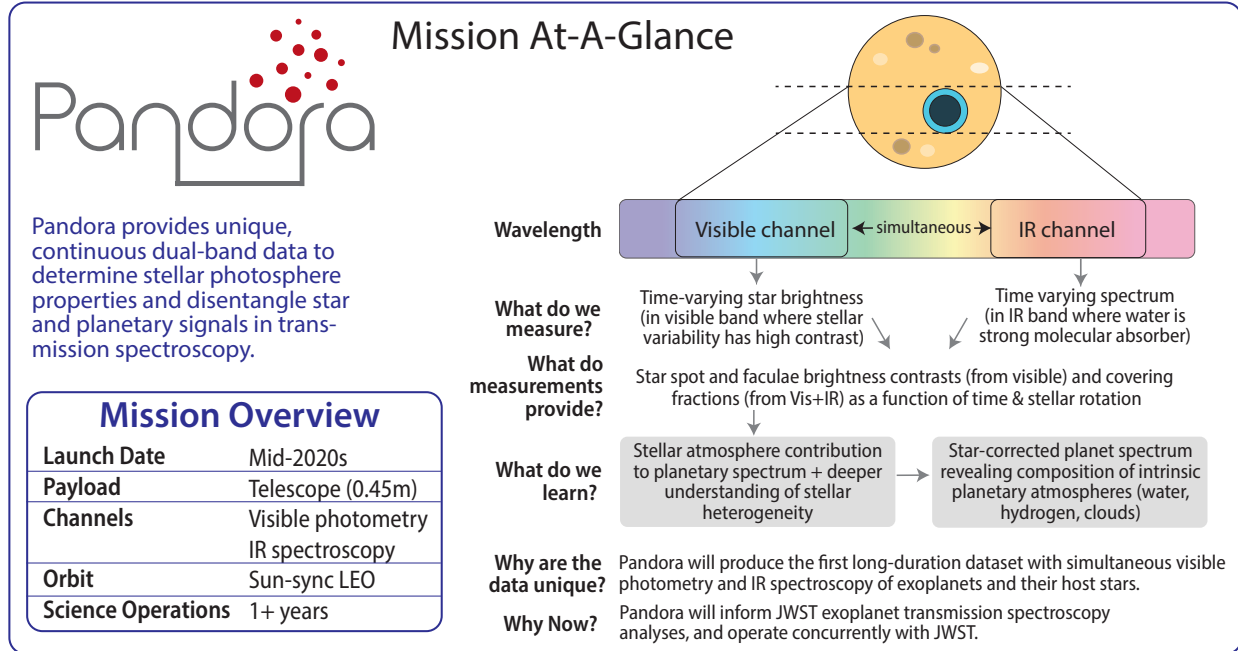 Mission At-A-Glance
Pandora
Pandora provides unique,
continuous dual-band data to
determine stellar photosphere
properties and disentangle star
and planetary signals in trans-
mission spectroscopy.
Mission Overview
Launch Date Mid-2020s
Payload Telescope (0.45m)
Channels Visible photometry
IR spectroscopy
Orbit Sun-sync LEO
Science Operations 1+ years
Wavelength
Visible channel simultaneous IR channel
What do we
measure?
Time-varying star brightness
(in visible band where stellar
variability has high contrast)
Time varying spectrum
(in IR band where water is
strong molecular absorber)
What do
measurements
provide?
Star spot and faculae brightness contrasts (from visible) and covering
fractions (from Vis+IR) as a function of time & stellar rotation
What do we
learn?
Stellar atmosphere contribution
to planetary spectrum + deeper
understanding of stellar
heterogeneity
Star-corrected planet spectrum
revealing composition of intrinsic
planetary atmospheres (water,
hydrogen, clouds)
Why are the
data unique?
Pandora will produce the first long-duration dataset with simultaneous visible
photometry and IR spectroscopy of exoplanets and their host stars.
Why Now?
Pandora will inform JWST exoplanet transmission spectroscopy
analyses, and operate concurrently with JWST.